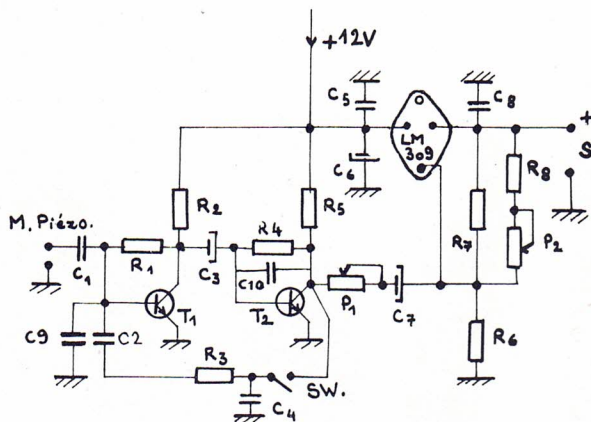 +12V
C5
C8
+
LM
309
S
C6
R8
R2
R5
M. Piézo.
R4
R7
P2
C1
R1
C3
C10
P1
T1
T2
C7
C9
C2
R3
R6
SW.
C4